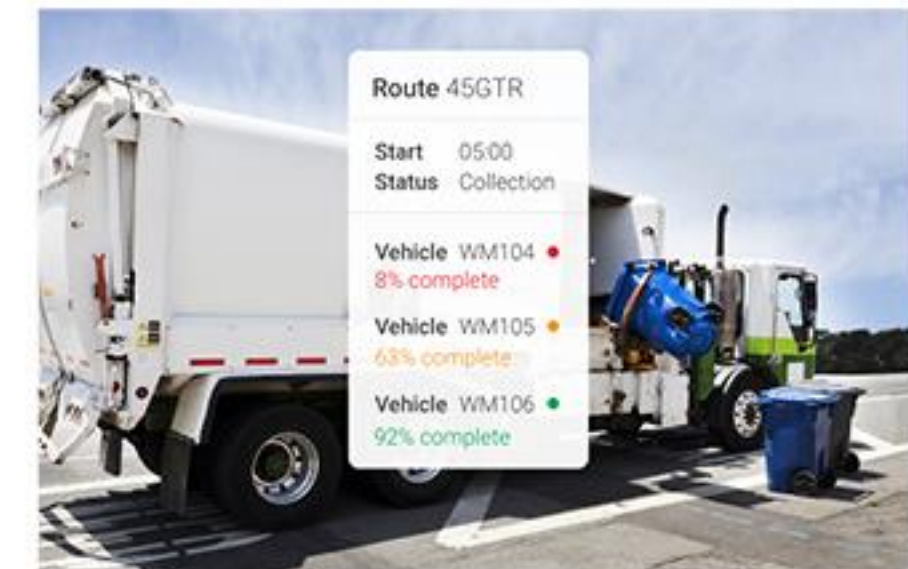 Route 45GTR
Start 05:00
Status Collection
Vehicle WM104
8% complete
Vehicle WM105
63% complete
Vehicle WM106
92% complete